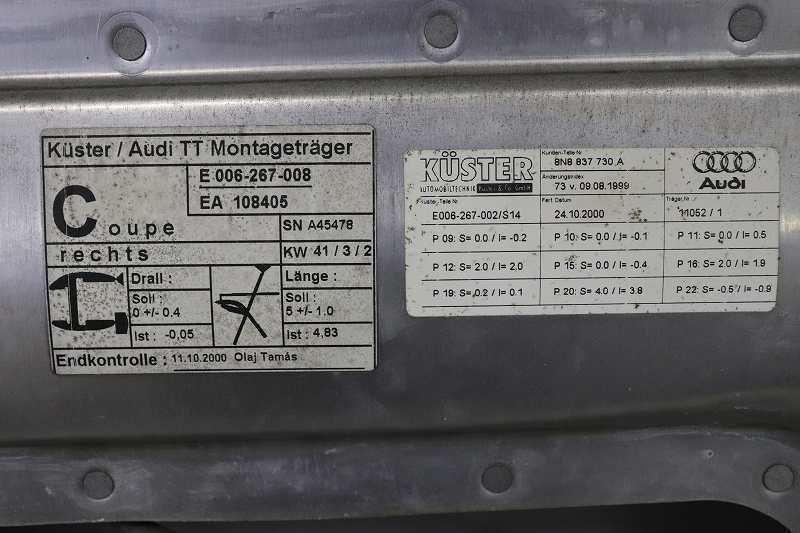 Küster / Audi TT Montageträger
E 006-267-008
EA 108405
Coupe
SN A45478
rechts
KW 41 / 3 / 2
Drall :
Soll :
0 +/- 0.4
Ist : -0,05
Länge :
Soll :
5 +/- 1.0
Ist : 4,83
Endkontrolle : 11.10.2000 Olaj Tamás
KÜSTER
AUTOMOBILTECHNIK
Kunden-Teile Nr
8N8 837 730 A
Änderungsindex
73 v. 09.08.1999
Audi
Küster-Teile Nr.
E006-267-002/S14
Fert. Datum
24.10.2000
Träger.Nr
11052 / 1
P 09: S= 0.0 / I= -0.2
P 10: S= 0.0 / I= -0.1
P 11: S= 0.0 / I= 0.5
P 12: S= 2.0 / I= 2.0
P 15: S= 0.0 / I= -0.4
P 16: S= 2.0 / I= 1.9
P 19: S= 0.2 / I= 0.1
P 20: S= 4.0 / I= 3.8
P 22: S= -0.5 / I= -0.9